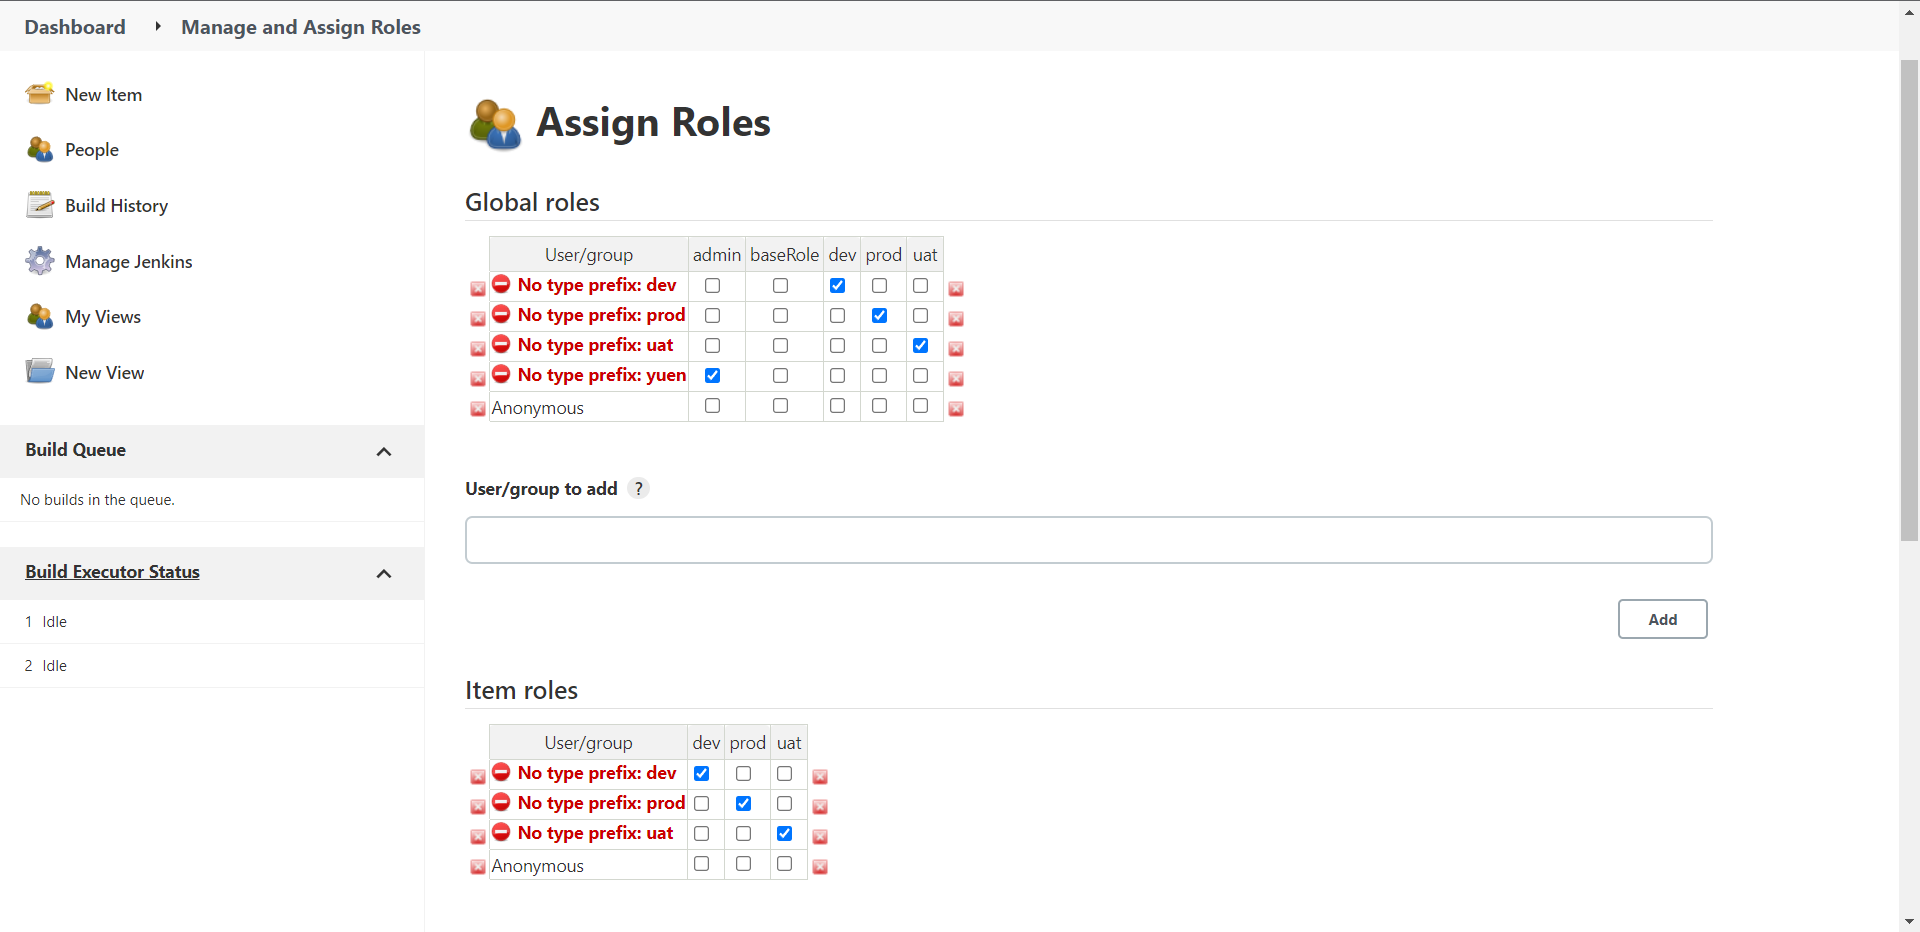 Dashboard
Manage and Assign Roles
New Item
People
Build History
Manage Jenkins
My Views
New View
Build Queue
No builds in the queue.
Build Executor Status
1 Idle
2 Idle
Assign Roles
Global roles
User/group admin baseRole dev prod uat
No type prefix: dev
No type prefix: prod
No type prefix: uat
No type prefix: yuen
Anonymous
User/group to add ?
Add
Item roles
User/group dev prod uat
No type prefix: dev
No type prefix: prod
No type prefix: uat
Anonymous